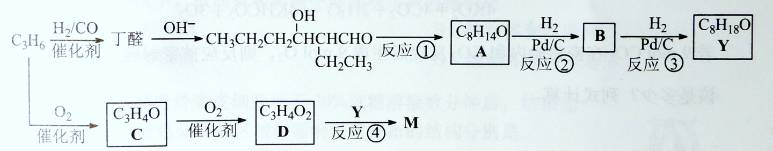 OH
H₂/CO OH⁻ C₈H₁₄O H₂ H₂ C₈H₁₈O
C₃H₆ 丁醛 CH₃CH₂CH₂CHCHCHO B
催化剂 反应① A Pd/C Pd/C Y
CH₂CH₃ 反应② 反应③
O₂ C₃H₄O O₂ C₃H₄O₂ Y M
催化剂 C 催化剂 D 反应④